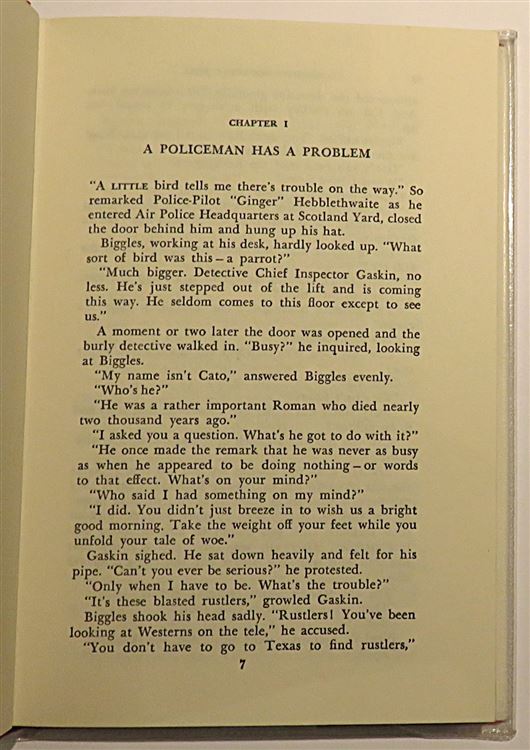 CHAPTER I
A POLICEMAN HAS A PROBLEM
"A LITTLE bird tells me there's trouble on the way." So
remarked Police-Pilot "Ginger" Hebblethwaite as he
entered Air Police Headquarters at Scotland Yard, closed
the door behind him and hung up his hat.
Biggles, working at his desk, hardly looked up. "What
sort of bird was this – a parrot?"
"Much bigger. Detective Chief Inspector Gaskin, no
less. He's just stepped out of the lift and is coming
this way. He seldom comes to this floor except to see
us."
A moment or two later the door was opened and the
burly detective walked in. "Busy?" he inquired, looking
at Biggles.
"My name isn't Cato," answered Biggles evenly.
"Who's he?"
"He was a rather important Roman who died nearly
two thousand years ago."
"I asked you a question. What's he got to do with it?"
"He once made the remark that he was never as busy
as when he appeared to be doing nothing – or words
to that effect. What's on your mind?"
"Who said I had something on my mind?"
"I did. You didn't just breeze in to wish us a bright
good morning. Take the weight off your feet while you
unfold your tale of woe."
Gaskin sighed. He sat down heavily and felt for his
pipe. "Can't you ever be serious?" he protested.
"Only when I have to be. What's the trouble?"
"It's these blasted rustlers," growled Gaskin.
Biggles shook his head sadly. "Rustlers! You've been
looking at Westerns on the tele," he accused.
"You don't have to go to Texas to find rustlers,"
7